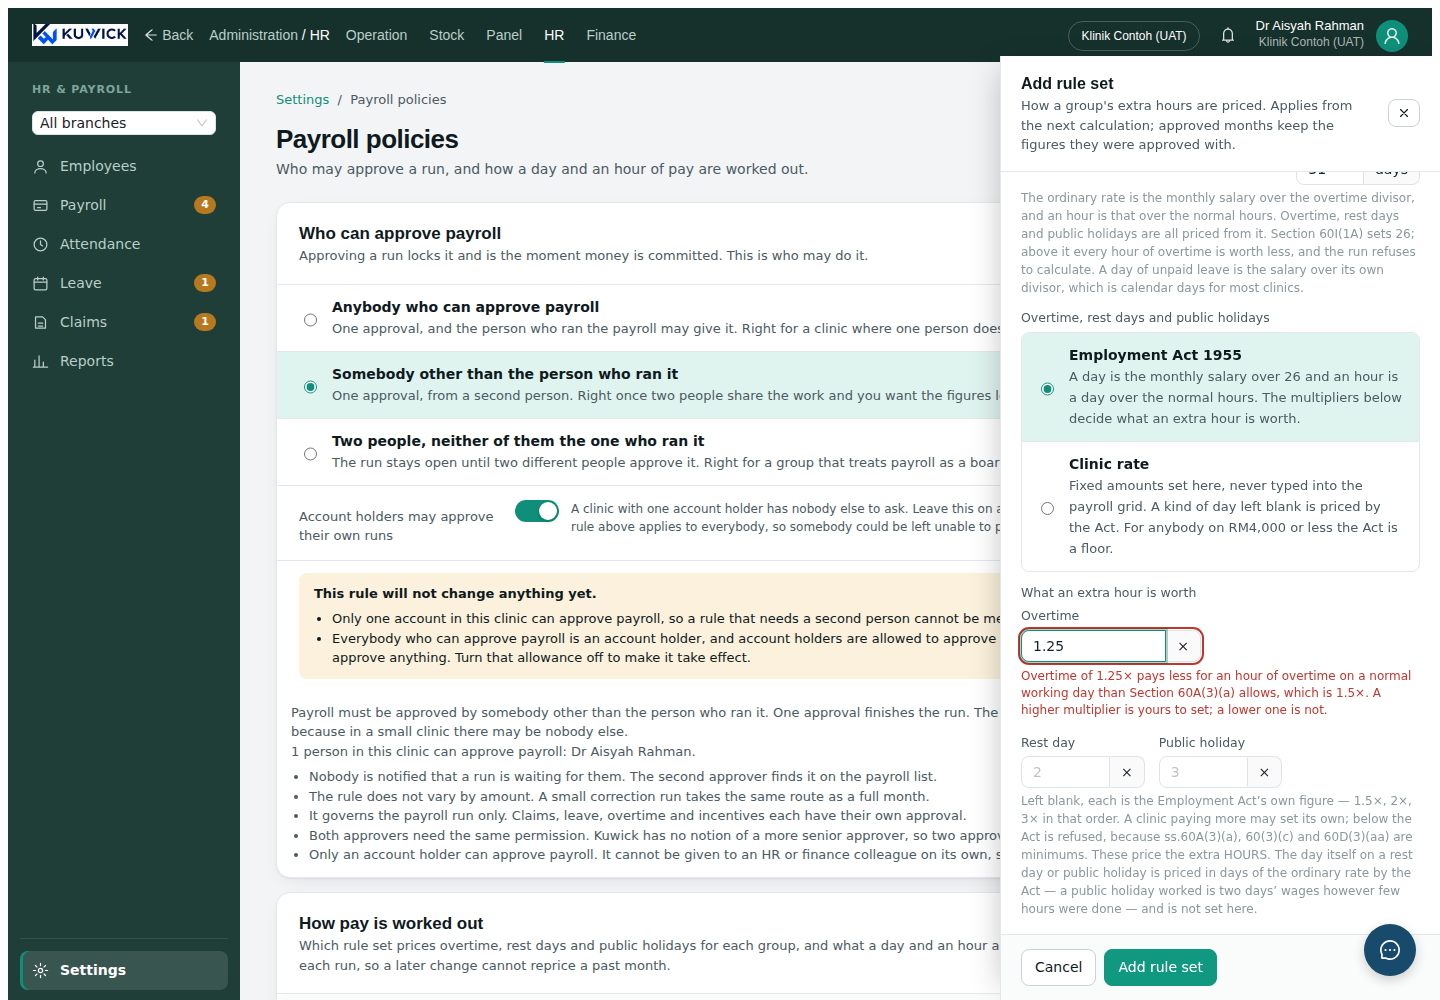 KUWICK
Back
Administration / HR
Operation
Stock
Panel
HR
Finance
Klinik Contoh (UAT)
Dr Aisyah Rahman
Klinik Contoh (UAT)
HR & PAYROLL
All branches
Employees
Payroll
4
Attendance
Leave
1
Claims
1
Reports
Settings
Settings / Payroll policies
Payroll policies
Who may approve a run, and how a day and an hour of pay are worked out.
Who can approve payroll
Approving a run locks it and is the moment money is committed. This is who may do it.
Anybody who can approve payroll
One approval, and the person who ran the payroll may give it. Right for a clinic where one person does
Somebody other than the person who ran it
One approval, from a second person. Right once two people share the work and you want the figures
Two people, neither of them the one who ran it
The run stays open until two different people approve it. Right for a group that treats payroll as a
Account holders may approve
their own runs
A clinic with one account holder has nobody else to ask. Leave this on
rule above applies to everybody, so somebody could be left unable to
This rule will not change anything yet.
• Only one account in this clinic can approve payroll, so a rule that needs a second person cannot be
• Everybody who can approve payroll is an account holder, and account holders are allowed to approve
approve anything. Turn that allowance off to make it take effect.
Payroll must be approved by somebody other than the person who ran it. One approval finishes the run. The
because in a small clinic there may be nobody else.
1 person in this clinic can approve payroll: Dr Aisyah Rahman.
• Nobody is notified that a run is waiting for them. The second approver finds it on the payroll list.
• The rule does not vary by amount. A small correction run takes the same route as a full month.
• It governs the payroll run only. Claims, leave, overtime and incentives each have their own approval.
• Both approvers need the same permission. Kuwick has no notion of a more senior approver, so two
• Only an account holder can approve payroll. It cannot be given to an HR or finance colleague on its own,
How pay is worked out
Which rule set prices overtime, rest days and public holidays for each group, and what a day and an hour
each run, so a later change cannot reprice a past month.
Add rule set
How a group's extra hours are priced. Applies from
the next calculation; approved months keep the
figures they were approved with.
×
days
The ordinary rate is the monthly salary over the overtime divisor,
and an hour is that over the normal hours. Overtime, rest days
and public holidays are all priced from it. Section 60I(1A) sets 26;
above it every hour of overtime is worth less, and the run refuses
to calculate. A day of unpaid leave is the salary over its own
divisor, which is calendar days for most clinics.
Overtime, rest days and public holidays
Employment Act 1955
A day is the monthly salary over 26 and an hour is
a day over the normal hours. The multipliers below
decide what an extra hour is worth.
Clinic rate
Fixed amounts set here, never typed into the
payroll grid. A kind of day left blank is priced by
the Act. For anybody on RM4,000 or less the Act is
a floor.
What an extra hour is worth
Overtime
1.25 ×
Overtime of 1.25× pays less for an hour of overtime on a normal
working day than Section 60A(3)(a) allows, which is 1.5×. A
higher multiplier is yours to set; a lower one is not.
Rest day
Public holiday
2 ×
3 ×
Left blank, each is the Employment Act’s own figure — 1.5×, 2×,
3× in that order. A clinic paying more may set its own; below the
Act is refused, because ss.60A(3)(a), 60(3)(c) and 60D(3)(aa) are
minimums. These price the extra HOURS. The day itself on a rest
day or public holiday is priced in days of the ordinary rate by the
Act — a public holiday worked is two days’ wages however few
hours were done — and is not set here.
Cancel
Add rule set